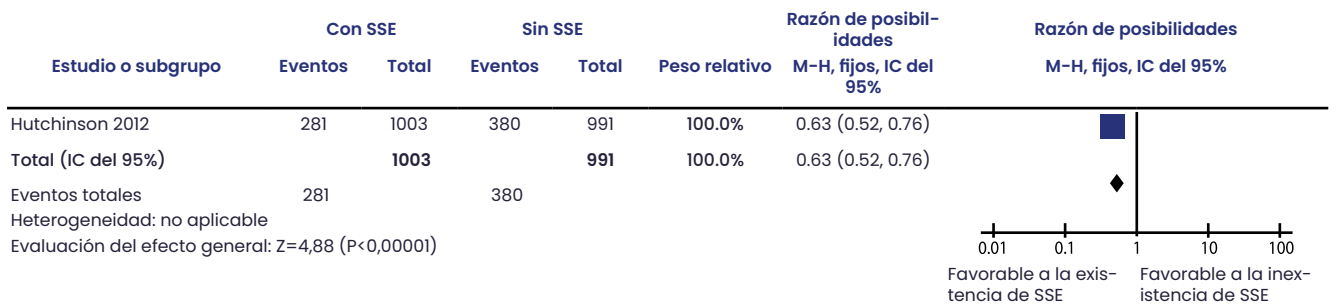 Con SSE Sin SSE Razón de posibil-
idades Razón de posibilidades
Estudio o subgrupo Eventos Total Eventos Total Peso relativo M-H, fijos, IC del
95% M-H, fijos, IC del 95%
Hutchinson 2012 281 1003 380 991 100.0% 0.63 (0.52, 0.76)
Total (IC del 95%) 1003 991 100.0% 0.63 (0.52, 0.76)
Eventos totales 281 380
Heterogeneidad: no aplicable
Evaluación del efecto general: Z=4,88 (P<0,00001)
0.01 0.1 1 10 100
Favorable a la exis-
tencia de SSE
Favorable a la inex-
istencia de SSE